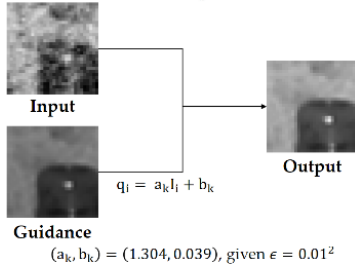 Input
Output
qᵢ = aₖIᵢ + bₖ
Guidance
(aₖ, bₖ) = (1.304, 0.039), given ϵ = 0.01²